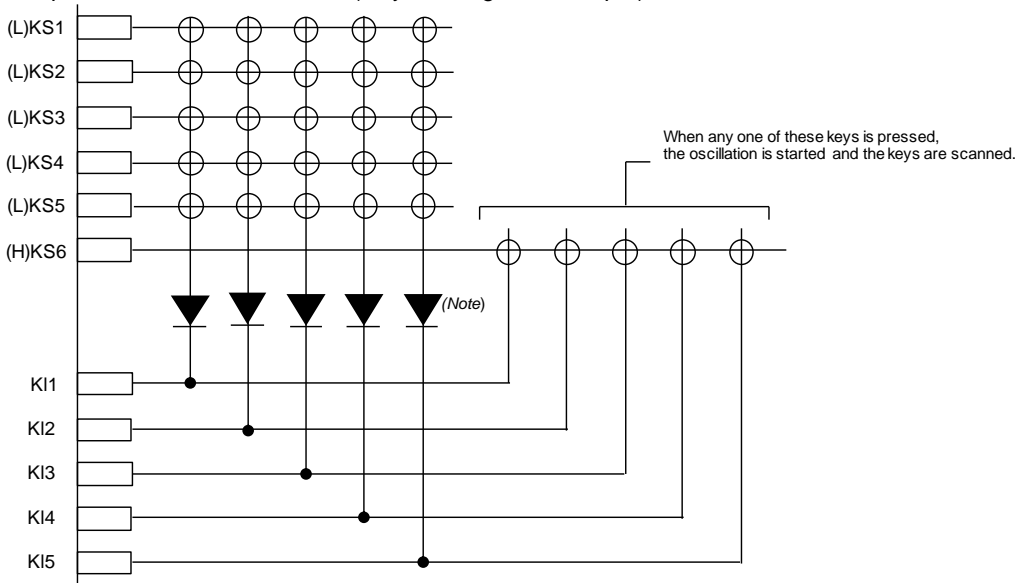 (L)KS1
(L)KS2
(L)KS3
(L)KS4
(L)KS5
(H)KS6
When any one of these keys is pressed,
the oscillation is started and the keys are scanned.
(Note)
KI1
KI2
KI3
KI4
KI5